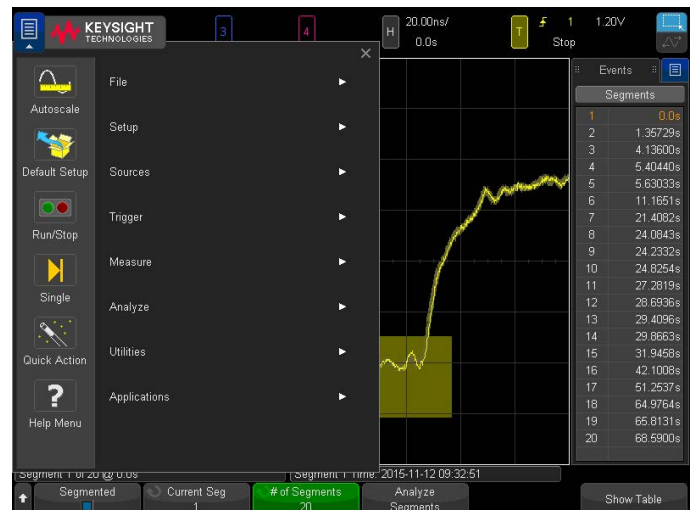 KEYSIGHT
TECHNOLOGIES
3
4
H
20.00ns/
0.0s
T
1
1.20V
Stop
Autoscale
Default Setup
Run/Stop
Single
Quick Action
?
Help Menu
File
Setup
Sources
Trigger
Measure
Analyze
Utilities
Applications
Events
Segments
1 0.0s
2 1.35729s
3 4.13600s
4 5.40440s
5 5.63033s
6 11.1651s
7 21.4082s
8 24.0843s
9 24.2332s
10 24.8254s
11 27.2819s
12 28.6936s
13 29.4096s
14 29.8663s
15 31.9458s
16 42.1008s
17 51.2537s
18 64.9764s
19 65.8131s
20 68.5900s
Segment 1 of 20 @ 0.0s
Segment 1 Time: 2015-11-12 09:32:51
Segmented
Current Seg
1
# of Segments
20
Analyze
Segments
Show Table